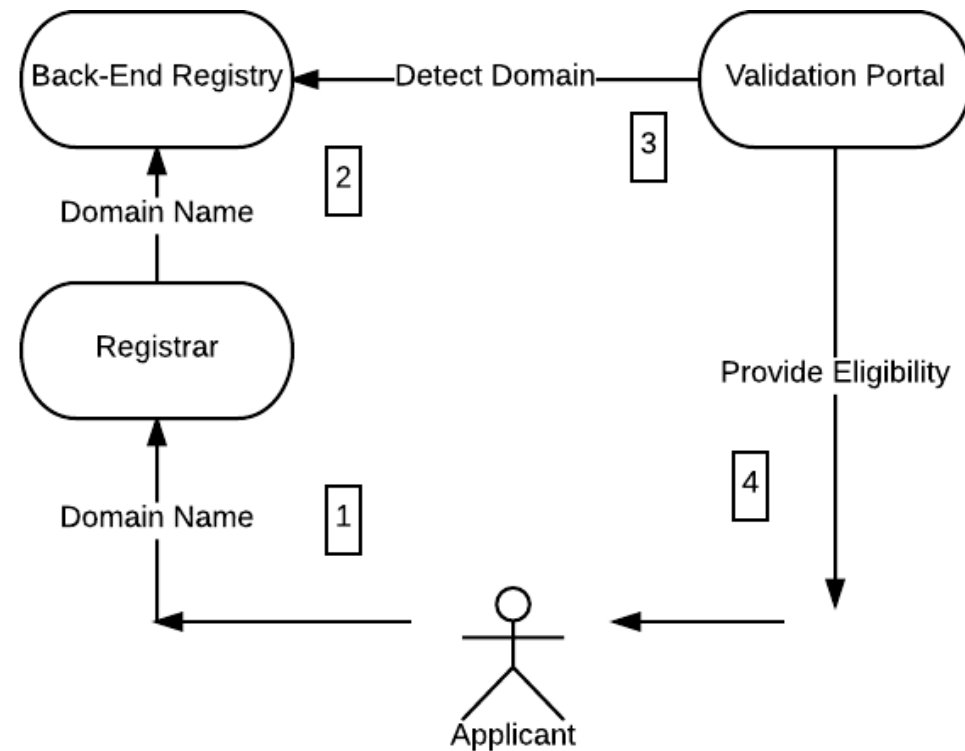 Back-End Registry
Detect Domain
Validation Portal
3
2
Domain Name
Registrar
Provide Eligibility
4
Domain Name
1
Applicant